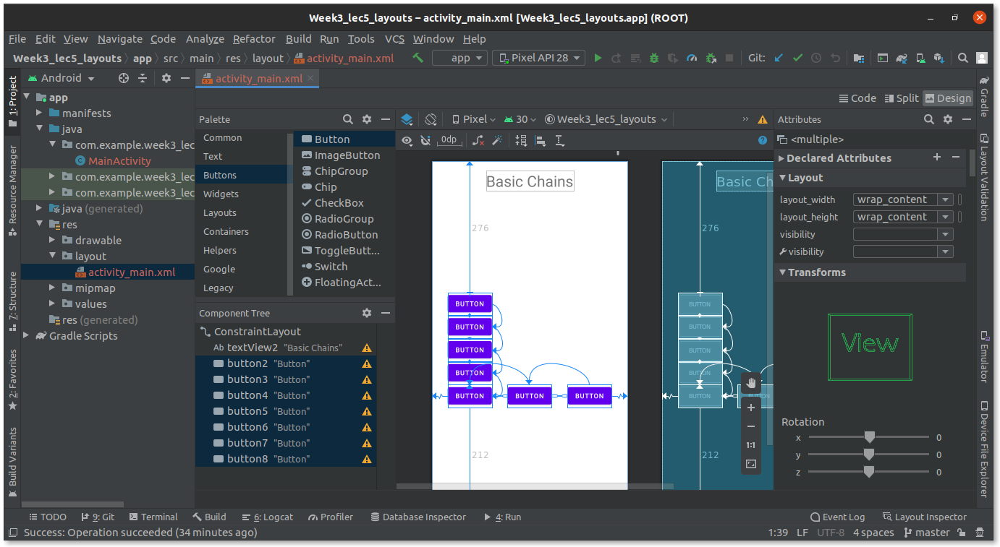 Week3_lec5_layouts – activity_main.xml [Week3_lec5_layouts.app] (ROOT)
File Edit View Navigate Code Analyze Refactor Build Run Tools VCS Window Help
Week3_lec5_layouts app src main res layout activity_main.xml app Pixel API 28 Git:
1: Project
Resource Manager
7: Structure
2: Favorites
Build Variants
Android
app
manifests
java
com.example.week3_lec
MainActivity
com.example.week3_lec
com.example.week3_lec
java (generated)
res
drawable
layout
activity_main.xml
mipmap
values
res (generated)
Gradle Scripts
activity_main.xml
Code Split Design
Palette
Common
Text
Buttons
Widgets
Layouts
Containers
Helpers
Google
Legacy
Button
ImageButton
ChipGroup
Chip
CheckBox
RadioGroup
RadioButton
ToggleButt...
Switch
FloatingAct...
Component Tree
ConstraintLayout
Ab textView2 "Basic Chains"
button2 "Button"
button3 "Button"
button4 "Button"
button5 "Button"
button6 "Button"
button7 "Button"
button8 "Button"
Pixel 30 Week3_lec5_layouts
0dp
Basic Chains
276
BUTTON
BUTTON
BUTTON
BUTTON
BUTTON BUTTON BUTTON
212
Basic Ch
276
BUTTON
BUTTON
BUTTON
BUTTON
BUTTON BUTTON
212
1:1
Attributes
<multiple>
Declared Attributes
Layout
layout_width wrap_content
layout_height wrap_content
visibility
visibility
Transforms
View
Rotation
x 0
y 0
z 0
Gradle
Layout Validation
Emulator
Device File Explorer
TODO 9: Git Terminal Build 6: Logcat Profiler Database Inspector 4: Run Event Log Layout Inspector
Success: Operation succeeded (34 minutes ago) 1:39 LF UTF-8 4 spaces master